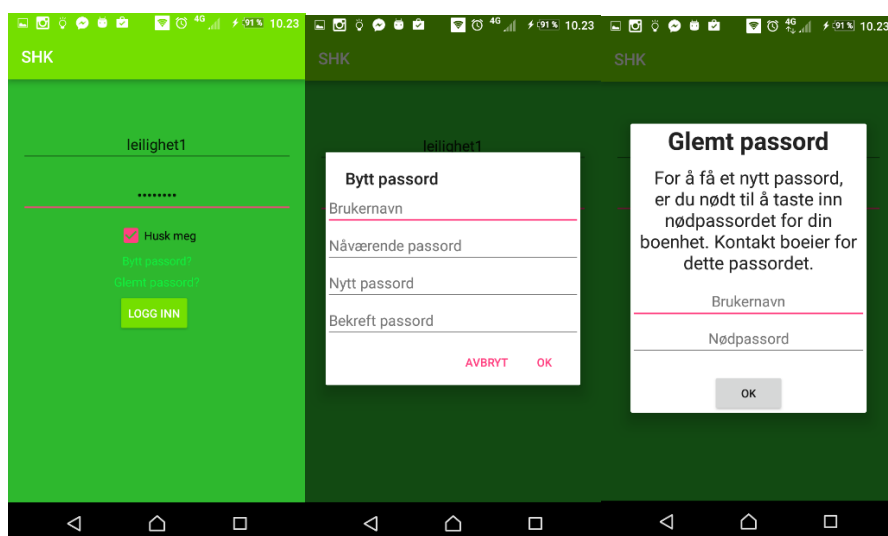 4G 91% 10.23
SHK
leilighet1
••••••••
Husk meg
Bytt passord?
Glemt passord?
LOGG INN
4G 91% 10.23
SHK
leilighet1
Bytt passord
Brukernavn
Nåværende passord
Nytt passord
Bekreft passord
AVBRYT OK
4G 91% 10.23
SHK
Glemt passord
For å få et nytt passord,
er du nødt til å taste inn
nødpassordet for din
boenhet. Kontakt boeier for
dette passordet.
Brukernavn
Nødpassord
OK